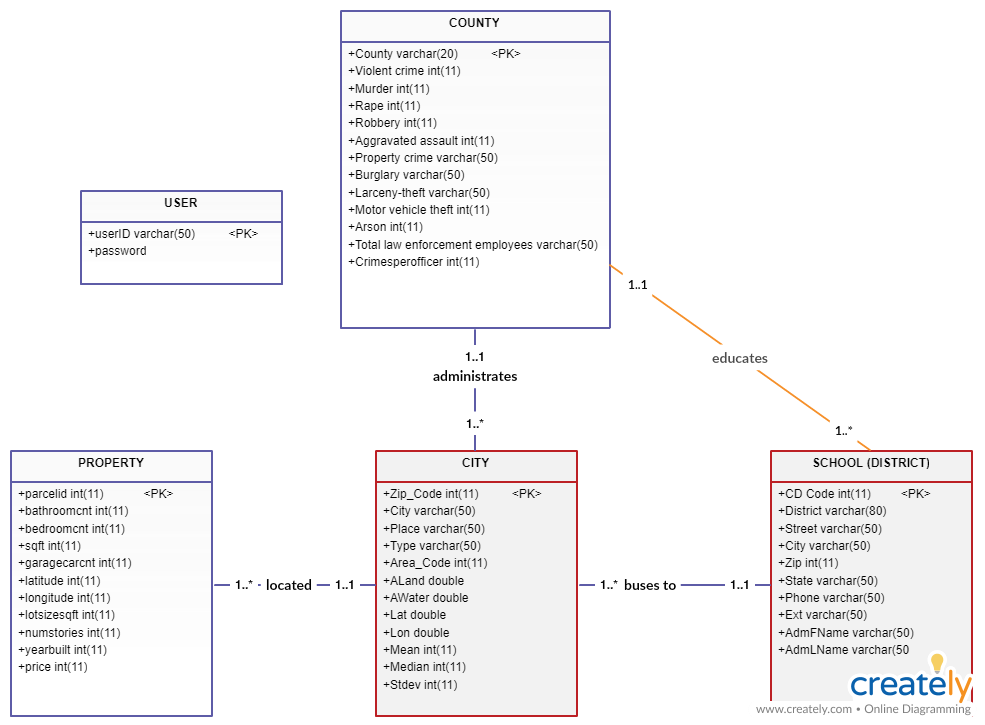 COUNTY
+County varchar(20) <PK>
+Violent crime int(11)
+Murder int(11)
+Rape int(11)
+Robbery int(11)
+Aggravated assault int(11)
+Property crime varchar(50)
+Burglary varchar(50)
+Larceny-theft varchar(50)
+Motor vehicle theft int(11)
+Arson int(11)
+Total law enforcement employees varchar(50)
+Crimesperofficer int(11)
USER
+userID varchar(50) <PK>
+password
1..1
educates
1..*
1..1
administrates
1..*
PROPERTY
+parcelid int(11) <PK>
+bathroomcnt int(11)
+bedroomcnt int(11)
+sqft int(11)
+garagecarcnt int(11)
+latitude int(11)
+longitude int(11)
+lotsizesqft int(11)
+numstories int(11)
+yearbuilt int(11)
+price int(11)
1..* located 1..1
CITY
+Zip_Code int(11) <PK>
+City varchar(50)
+Place varchar(50)
+Type varchar(50)
+Area_Code int(11)
+ALand double
+AWater double
+Lat double
+Lon double
+Mean int(11)
+Median int(11)
+Stdev int(11)
1..* buses to 1..1
SCHOOL (DISTRICT)
+CD Code int(11) <PK>
+District varchar(80)
+Street varchar(50)
+City varchar(50)
+Zip int(11)
+State varchar(50)
+Phone varchar(50)
+Ext varchar(50)
+AdmFName varchar(50)
+AdmLName varchar(50
creately
www.creately.com • Online Diagramming